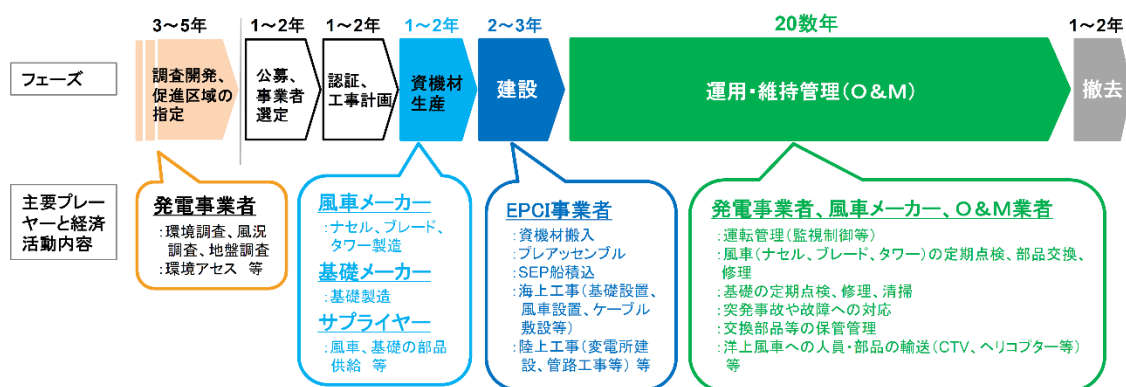 3～5年
1～2年
1～2年
1～2年
2～3年
20数年
1～2年
フェーズ
調査開発、
促進区域の
指定
公募、
事業者
選定
認証、
工事計画
資機材
生産
建設
運用・維持管理（O＆M）
撤去
主要プレー
ヤーと経済
活動内容
発電事業者
：環境調査、風況
調査、地盤調査
：環境アセス 等
風車メーカー
：ナセル、ブレード、
タワー製造
基礎メーカー
：基礎製造
サプライヤー
：風車、基礎の部品
供給 等
EPCI事業者
：資機材搬入
：プレアッセンブル
：SEP船積込
：海上工事（基礎設置、
風車設置、ケーブル
敷設等）
：陸上工事（変電所建
設、管路工事等）等
発電事業者、風車メーカー、O＆M業者
：運転管理（監視制御等）
：風車（ナセル、ブレード、タワー）の定期点検、部品交換、
修理
：基礎の定期点検、修理、清掃
：突発事故や故障への対応
：交換部品等の保管管理
：洋上風車への人員・部品の輸送（CTV、ヘリコプター等）
等